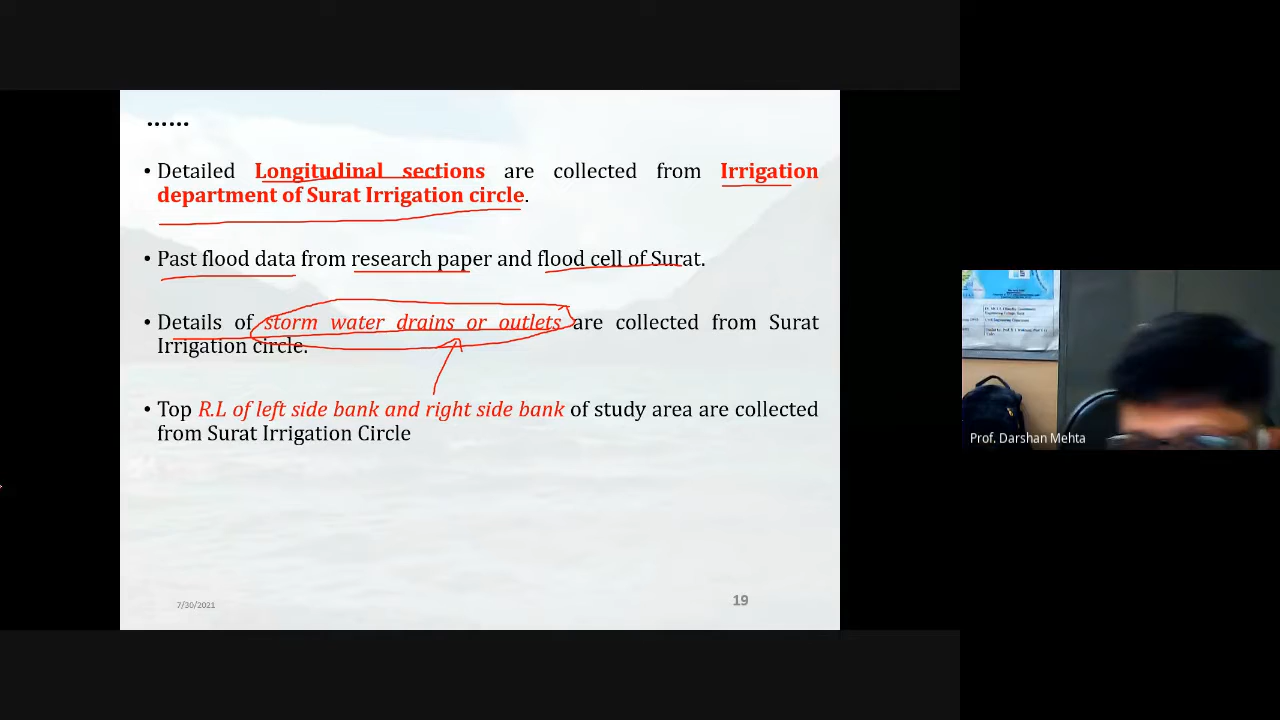 ......
• Detailed Longitudinal sections are collected from Irrigation
department of Surat Irrigation circle.
• Past flood data from research paper and flood cell of Surat.
• Details of storm water drains or outlets are collected from Surat
Irrigation circle.
• Top R.L of left side bank and right side bank of study area are collected
from Surat Irrigation Circle
7/30/2021
19
Prof. Darshan Mehta